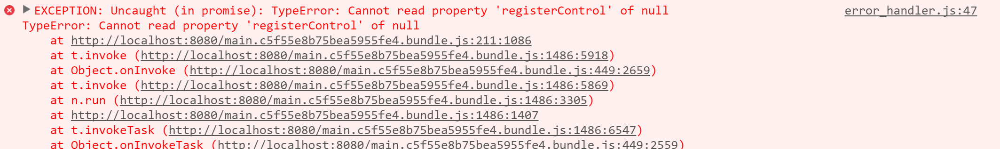 EXCEPTION: Uncaught (in promise): TypeError: Cannot read property 'registerControl' of null error_handler.js:47
TypeError: Cannot read property 'registerControl' of null
at http://localhost:8080/main.c5f55e8b75bea5955fe4.bundle.js:211:1086
at t.invoke (http://localhost:8080/main.c5f55e8b75bea5955fe4.bundle.js:1486:5918)
at Object.onInvoke (http://localhost:8080/main.c5f55e8b75bea5955fe4.bundle.js:449:2659)
at t.invoke (http://localhost:8080/main.c5f55e8b75bea5955fe4.bundle.js:1486:5869)
at n.run (http://localhost:8080/main.c5f55e8b75bea5955fe4.bundle.js:1486:3305)
at http://localhost:8080/main.c5f55e8b75bea5955fe4.bundle.js:1486:1407
at t.invokeTask (http://localhost:8080/main.c5f55e8b75bea5955fe4.bundle.js:1486:6547)
at Object.onInvokeTask (http://localhost:8080/main.c5f55e8b75bea5955fe4.bundle.js:449:2559)